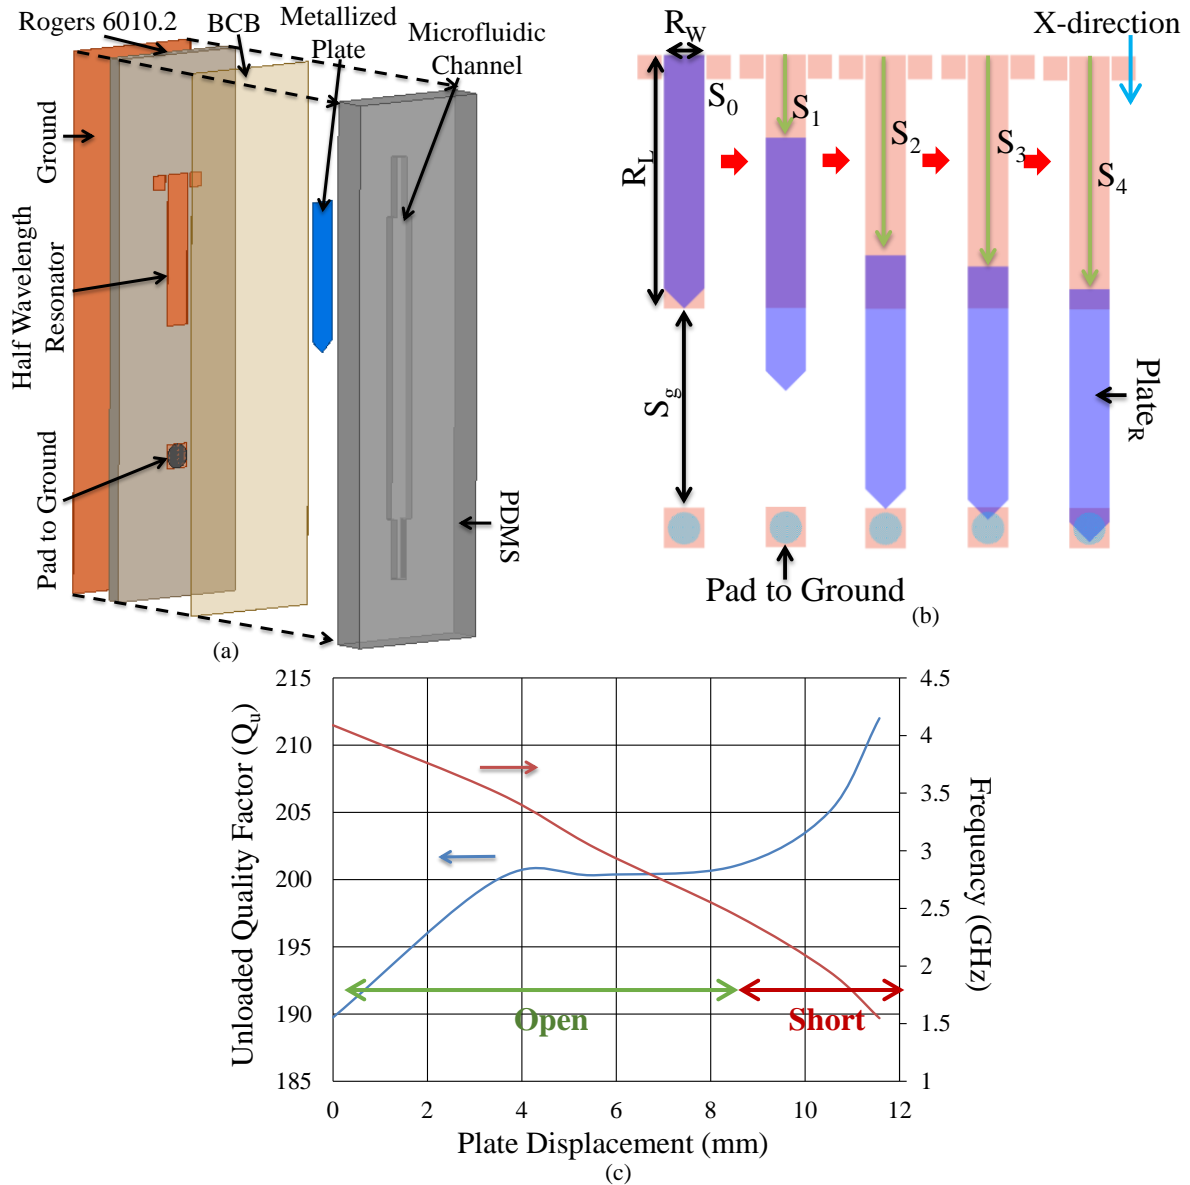 Rogers 6010.2
BCB
Metallized
Plate
Microfluidic
Channel
Ground
Half Wavelength
Resonator
Pad to Ground
PDMS
(a)
R_W
X-direction
S_0
S_1
S_2
S_3
S_4
R_L
S_g
Plate_R
Pad to Ground
(b)
Unloaded Quality Factor (Q_u)
215
210
205
200
195
190
185
4.5
4
3.5
3
2.5
2
1.5
1
Frequency (GHz)
Open
Short
0 2 4 6 8 10 12
Plate Displacement (mm)
(c)